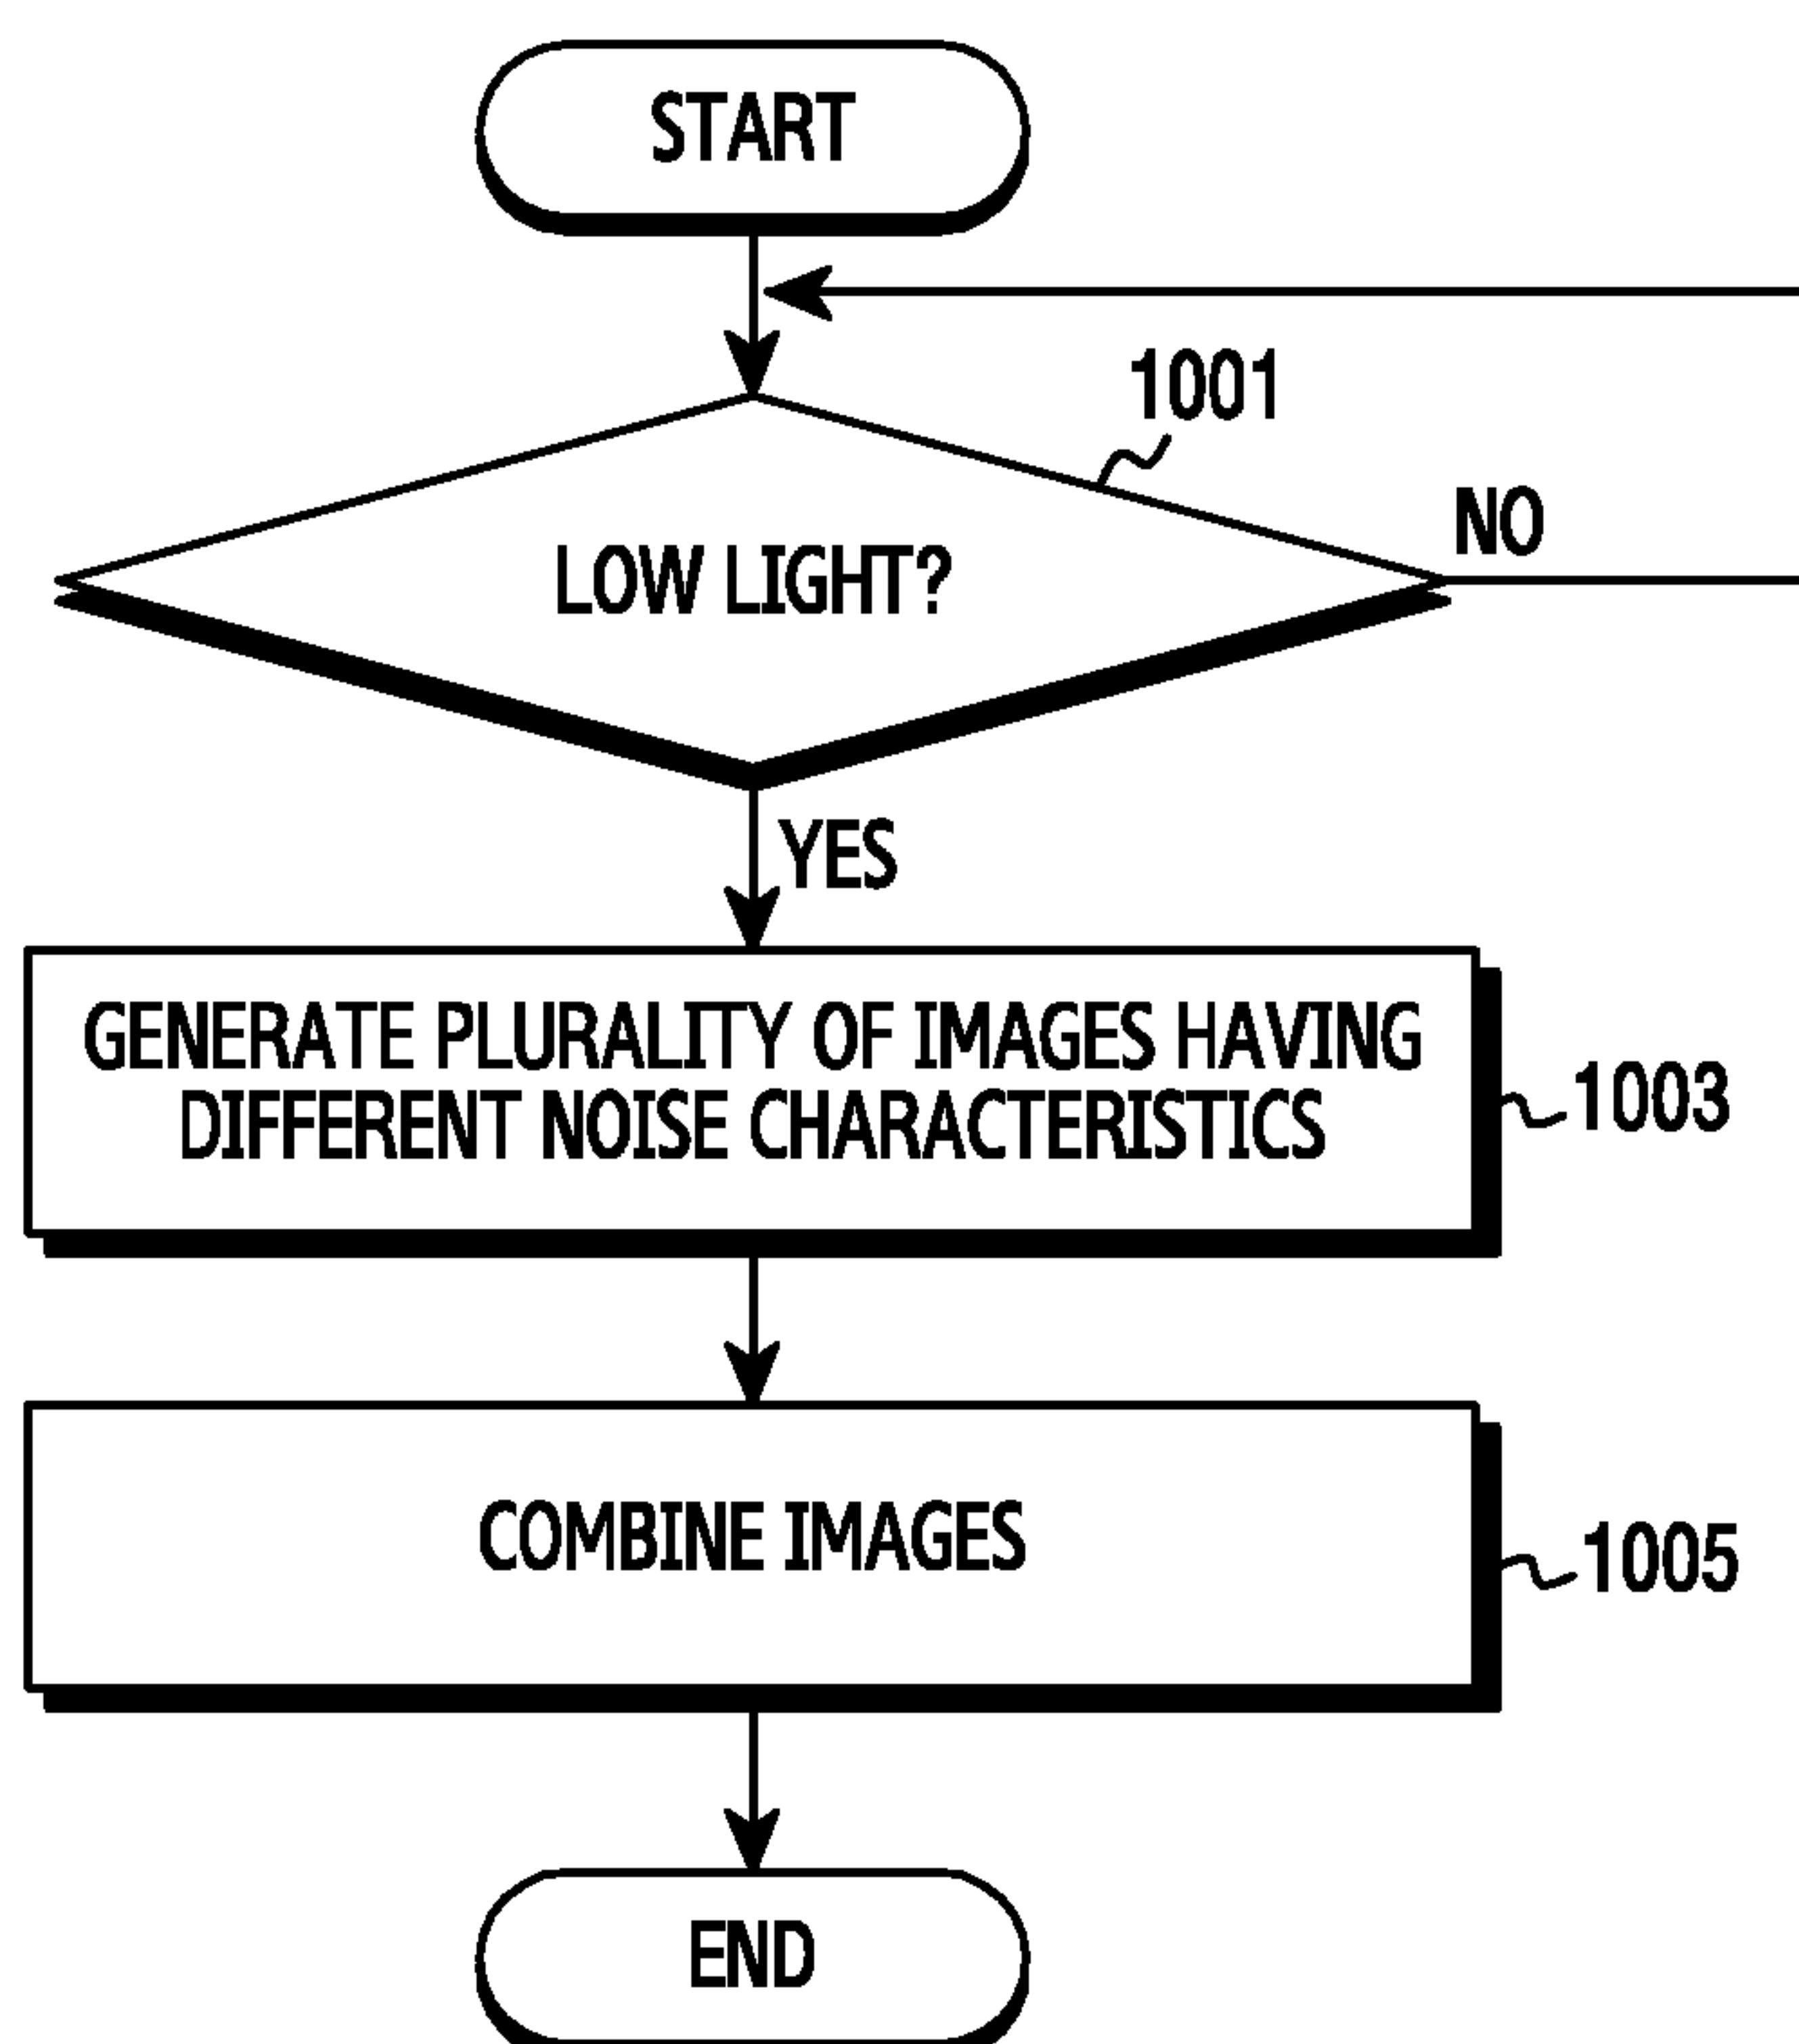 START
1001
NO
LOW LIGHT?
YES
GENERATE PLURALITY OF IMAGES HAVING
DIFFERENT NOISE CHARACTERISTICS
1003
COMBINE IMAGES
1005
END